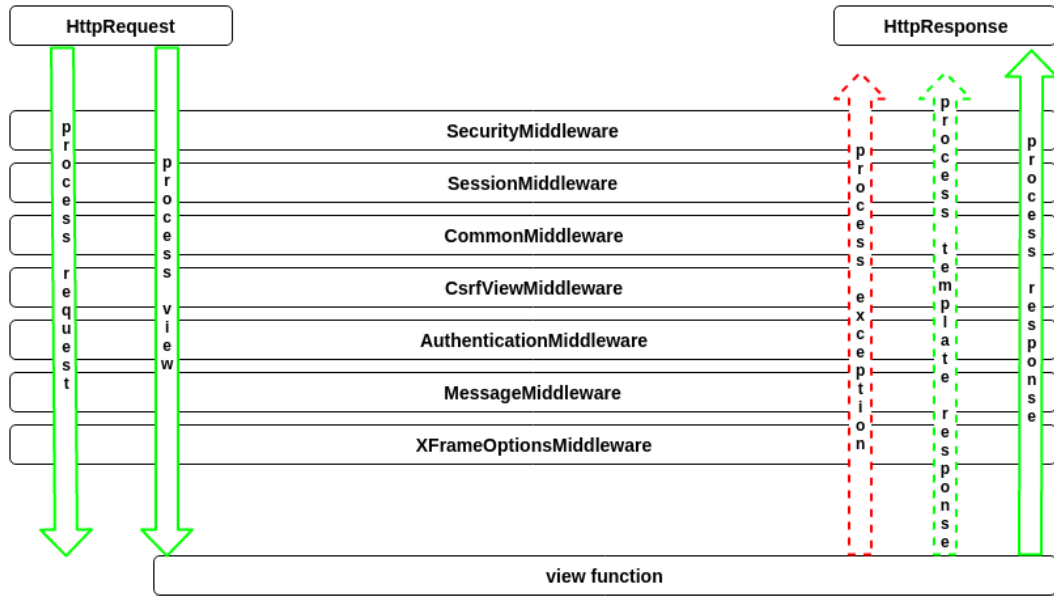 HttpRequest
HttpResponse
SecurityMiddleware
SessionMiddleware
CommonMiddleware
CsrfViewMiddleware
AuthenticationMiddleware
MessageMiddleware
XFrameOptionsMiddleware
process request
process view
process exception
process template response
process response
view function